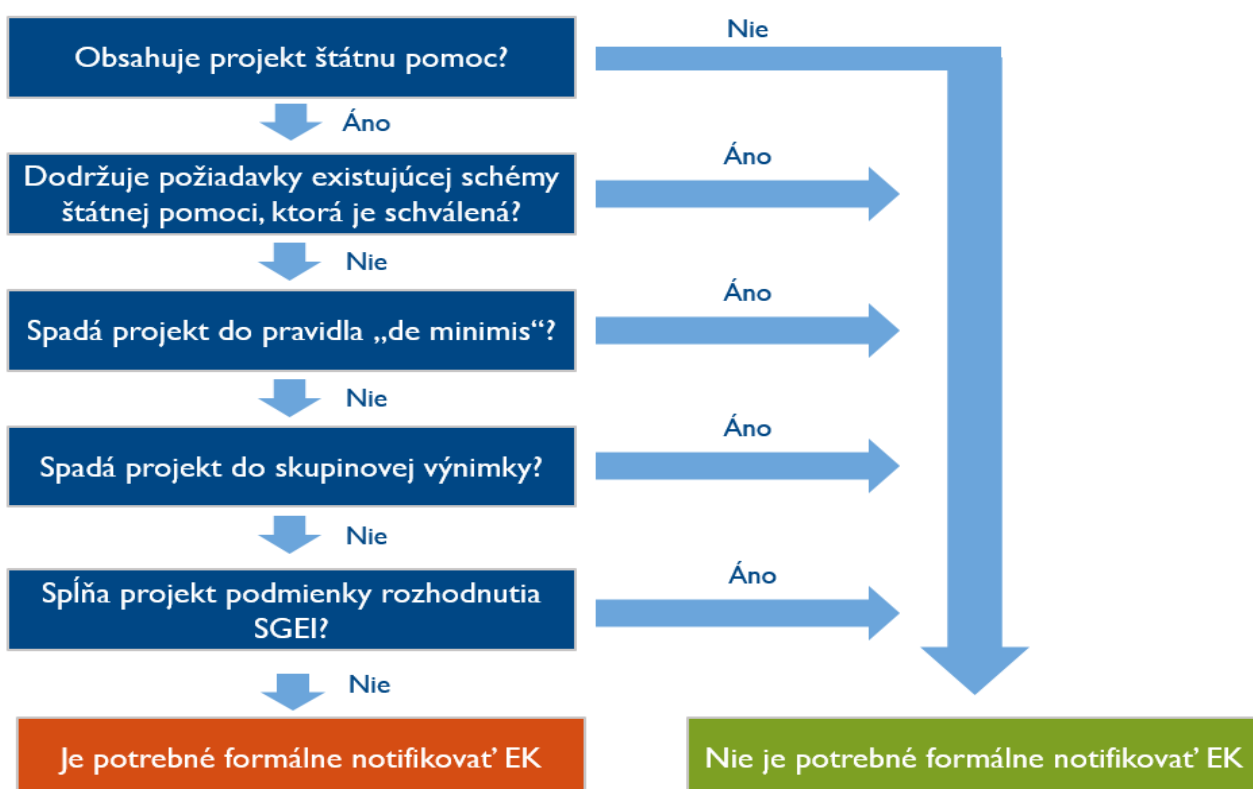 Obsahuje projekt štátnu pomoc?
Nie
Áno
Dodržuje požiadavky existujúcej schémy
štátnej pomoci, ktorá je schválená?
Áno
Nie
Spadá projekt do pravidla „de minimis“?
Áno
Nie
Spadá projekt do skupinovej výnimky?
Áno
Nie
Spĺňa projekt podmienky rozhodnutia
SGEI?
Áno
Nie
Je potrebné formálne notifikovať EK
Nie je potrebné formálne notifikovať EK